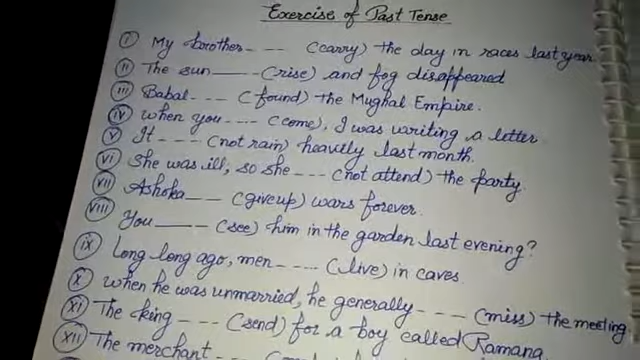 Exercise of Past Tense
(i) My brother - - - (carry) the day in races last year.
(ii) The sun ____ (rise) and fog disappeared
(iii) Babal - - - (found) the Mughal Empire.
(iv) When you - - - - (come), I was writing a letter
(v) It - - - - (not rain) heavily last month.
(vi) She was ill, so she - - - (not attend) the party.
(vii) Ashoka - - - (give up) wars forever.
(viii) You ____ (see) him in the garden last evening?
(ix) Long long ago, men - - - - - (live) in caves.
(x) When he was unmarried, he generally - - - - (miss) the meeting.
(xi) The king - - - (send) for a boy called Ramana
(xii) The merchant - - -